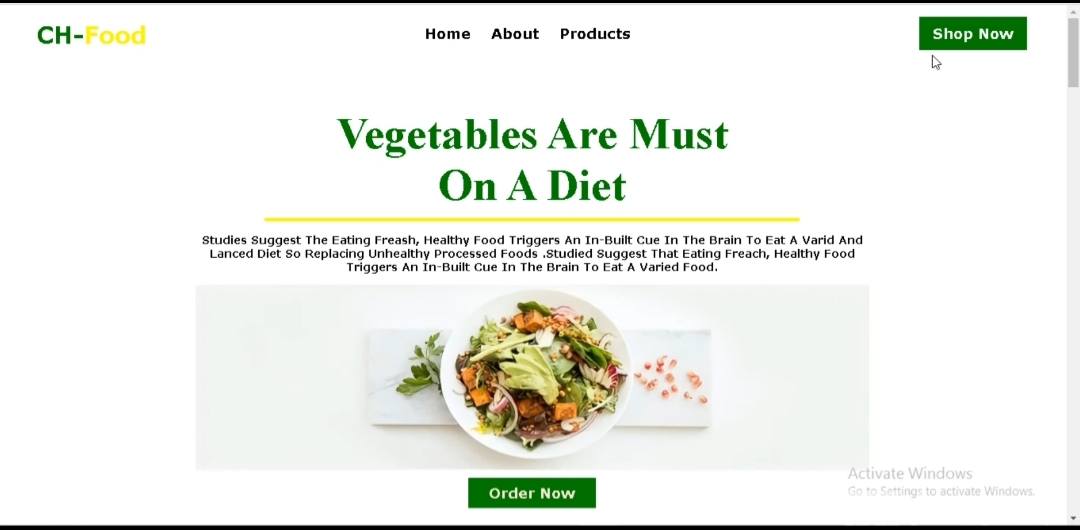 CH-Food
Home About Products
Shop Now
Vegetables Are Must
On A Diet
Studies Suggest The Eating Freash, Healthy Food Triggers An In-Built Cue In The Brain To Eat A Varid And
Lanced Diet So Replacing Unhealthy Processed Foods .Studied Suggest That Eating Freach, Healthy Food
Triggers An In-Built Cue In The Brain To Eat A Varied Food.
Order Now
Activate Windows
Go to Settings to activate Windows.